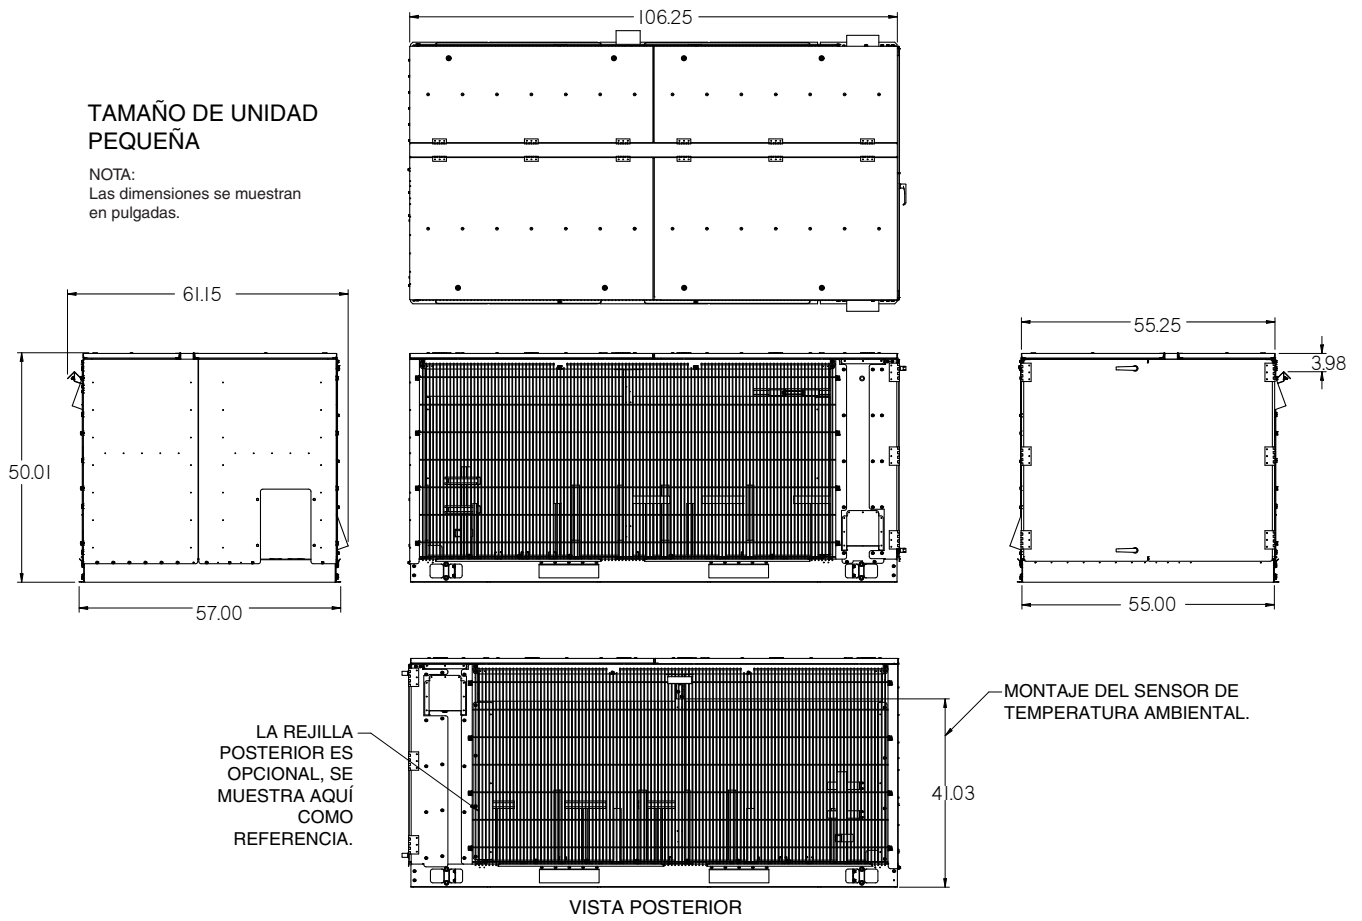 106.25
TAMAÑO DE UNIDAD
PEQUEÑA
NOTA:
Las dimensiones se muestran
en pulgadas.
61.15
55.25
3.98
50.01
57.00
55.00
LA REJILLA
POSTERIOR ES
OPCIONAL, SE
MUESTRA AQUÍ
COMO
REFERENCIA.
MONTAJE DEL SENSOR DE
TEMPERATURA AMBIENTAL.
41.03
VISTA POSTERIOR